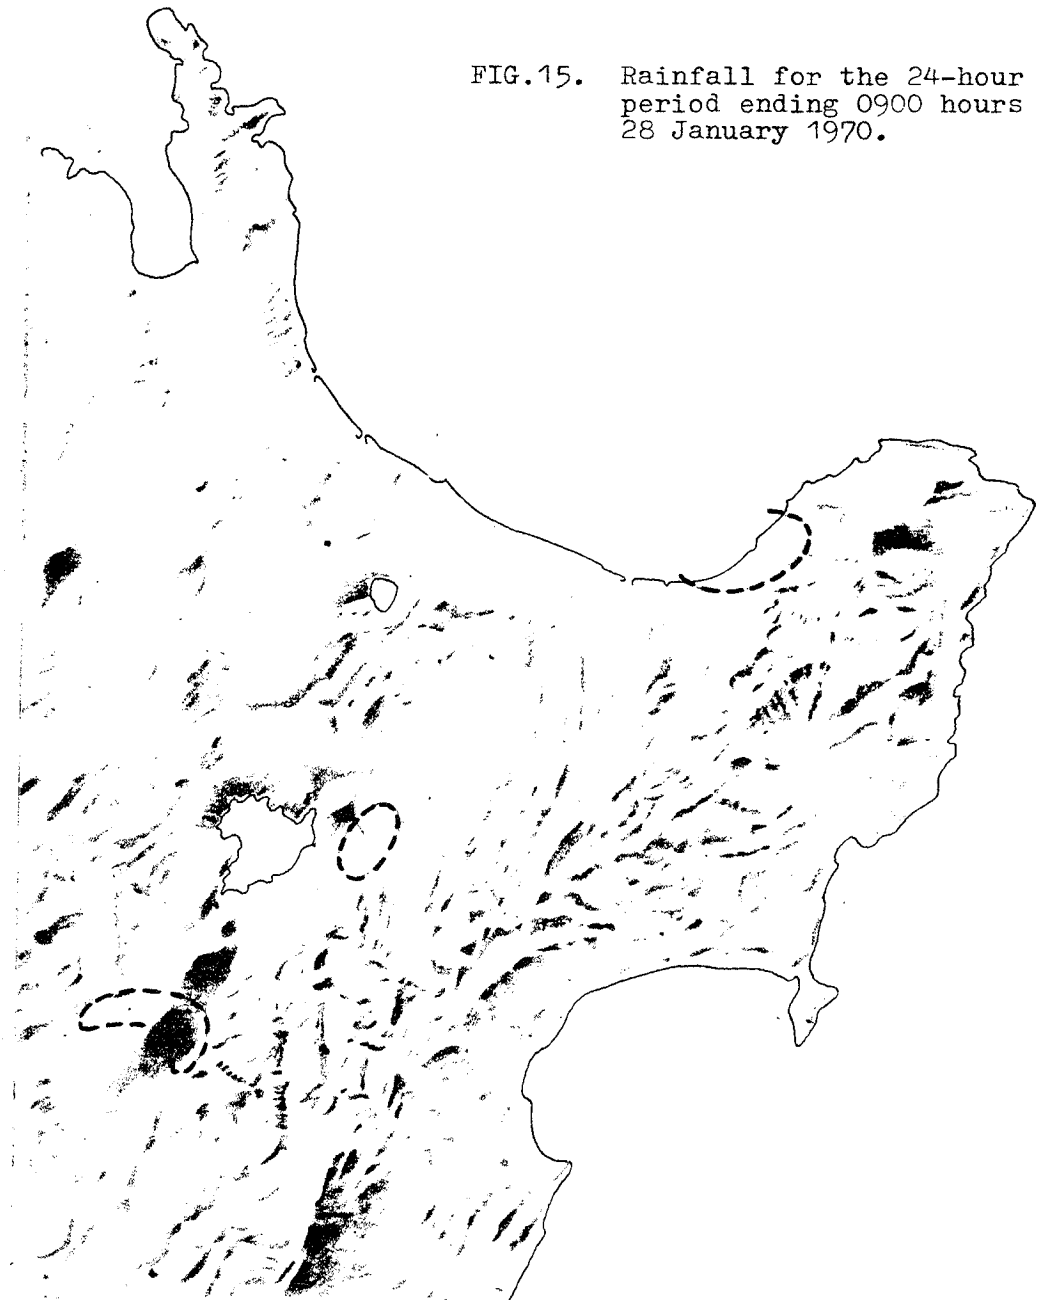 FIG.15. Rainfall for the 24-hour
period ending 0900 hours
28 January 1970.